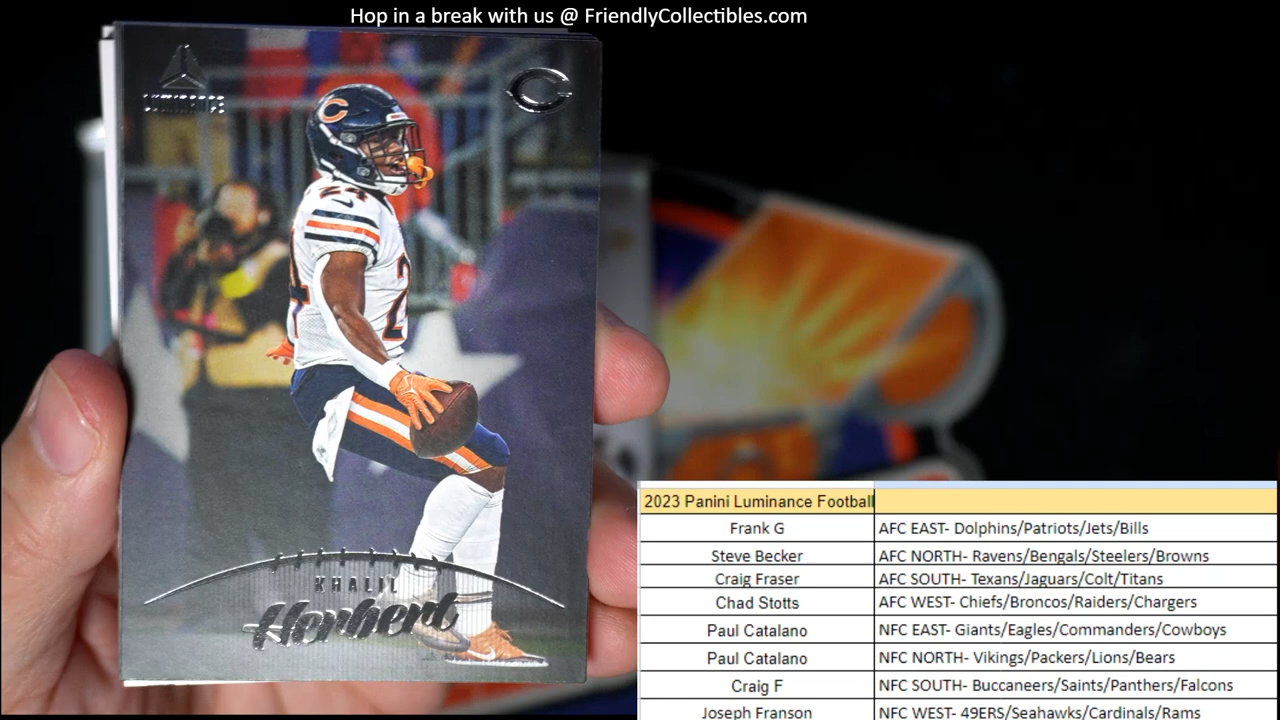 Hop in a break with us @ FriendlyCollectibles.com
LUMINANCE
C
C
24
KHALIL
Herbert
2023 Panini Luminance Football
Frank G AFC EAST- Dolphins/Patriots/Jets/Bills
Steve Becker AFC NORTH- Ravens/Bengals/Steelers/Browns
Craig Fraser AFC SOUTH- Texans/Jaguars/Colt/Titans
Chad Stotts AFC WEST- Chiefs/Broncos/Raiders/Chargers
Paul Catalano NFC EAST- Giants/Eagles/Commanders/Cowboys
Paul Catalano NFC NORTH- Vikings/Packers/Lions/Bears
Craig F NFC SOUTH- Buccaneers/Saints/Panthers/Falcons
Joseph Franson NFC WEST- 49ERS/Seahawks/Cardinals/Rams